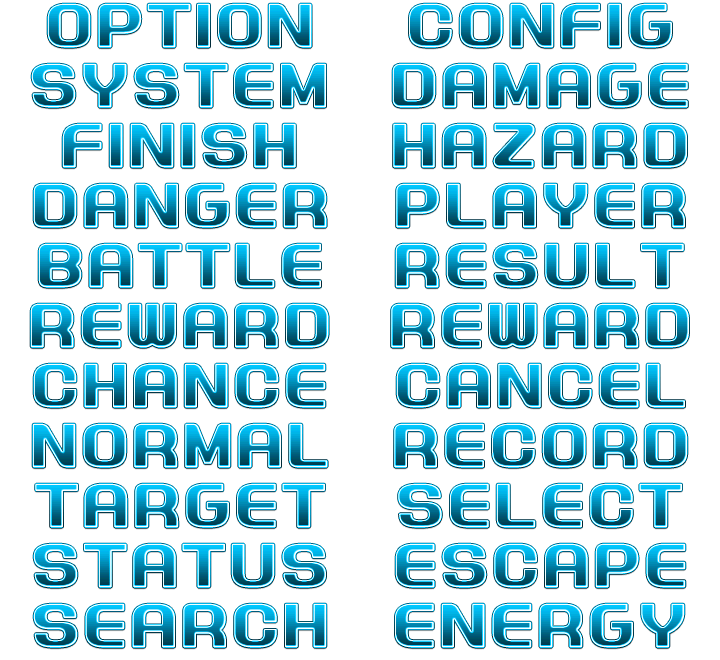 OPTION CONFIG
SYSTEM DAMAGE
FINISH HAZARD
DANGER PLAYER
BATTLE RESULT
REWARD REWARD
CHANCE CANCEL
NORMAL RECORD
TARGET SELECT
STATUS ESCAPE
SEARCH ENERGY